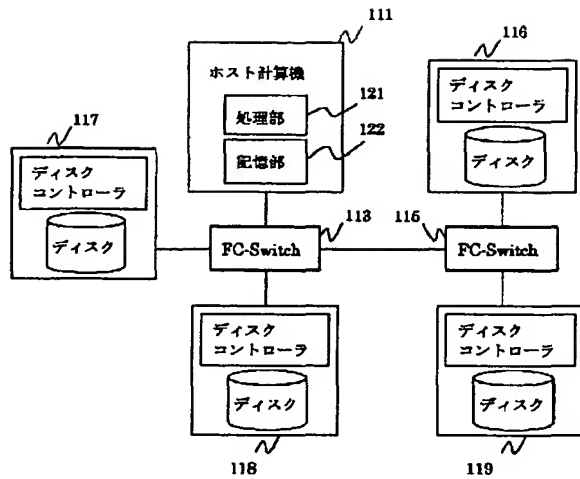 111
ホスト計算機
121
処理部
122
記憶部
116
ディスク
コントローラ
ディスク
117
ディスク
コントローラ
ディスク
113
FC-Switch
115
FC-Switch
ディスク
コントローラ
ディスク
118
ディスク
コントローラ
ディスク
119